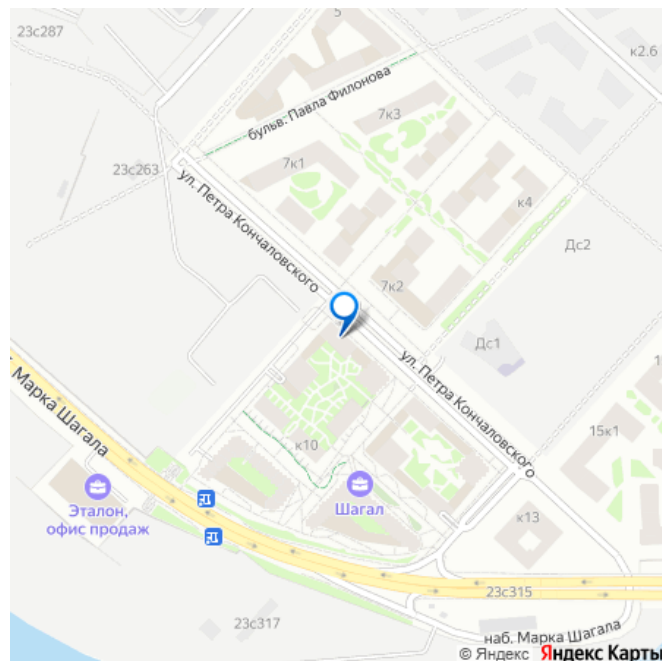 5
23с287
к2.6
бульв. Павла Филонова
7к3
23с263
7к1
ул. Петра Кончаловского
к4
Дс2
7к2
Дс1
ул. Петра Кончаловского
Марка Шагала
15к1
к10
Эталон,
офис продаж
Шагал
к13
23с315
23с317
наб. Марка Шагала
© Яндекс Яндекс Карты